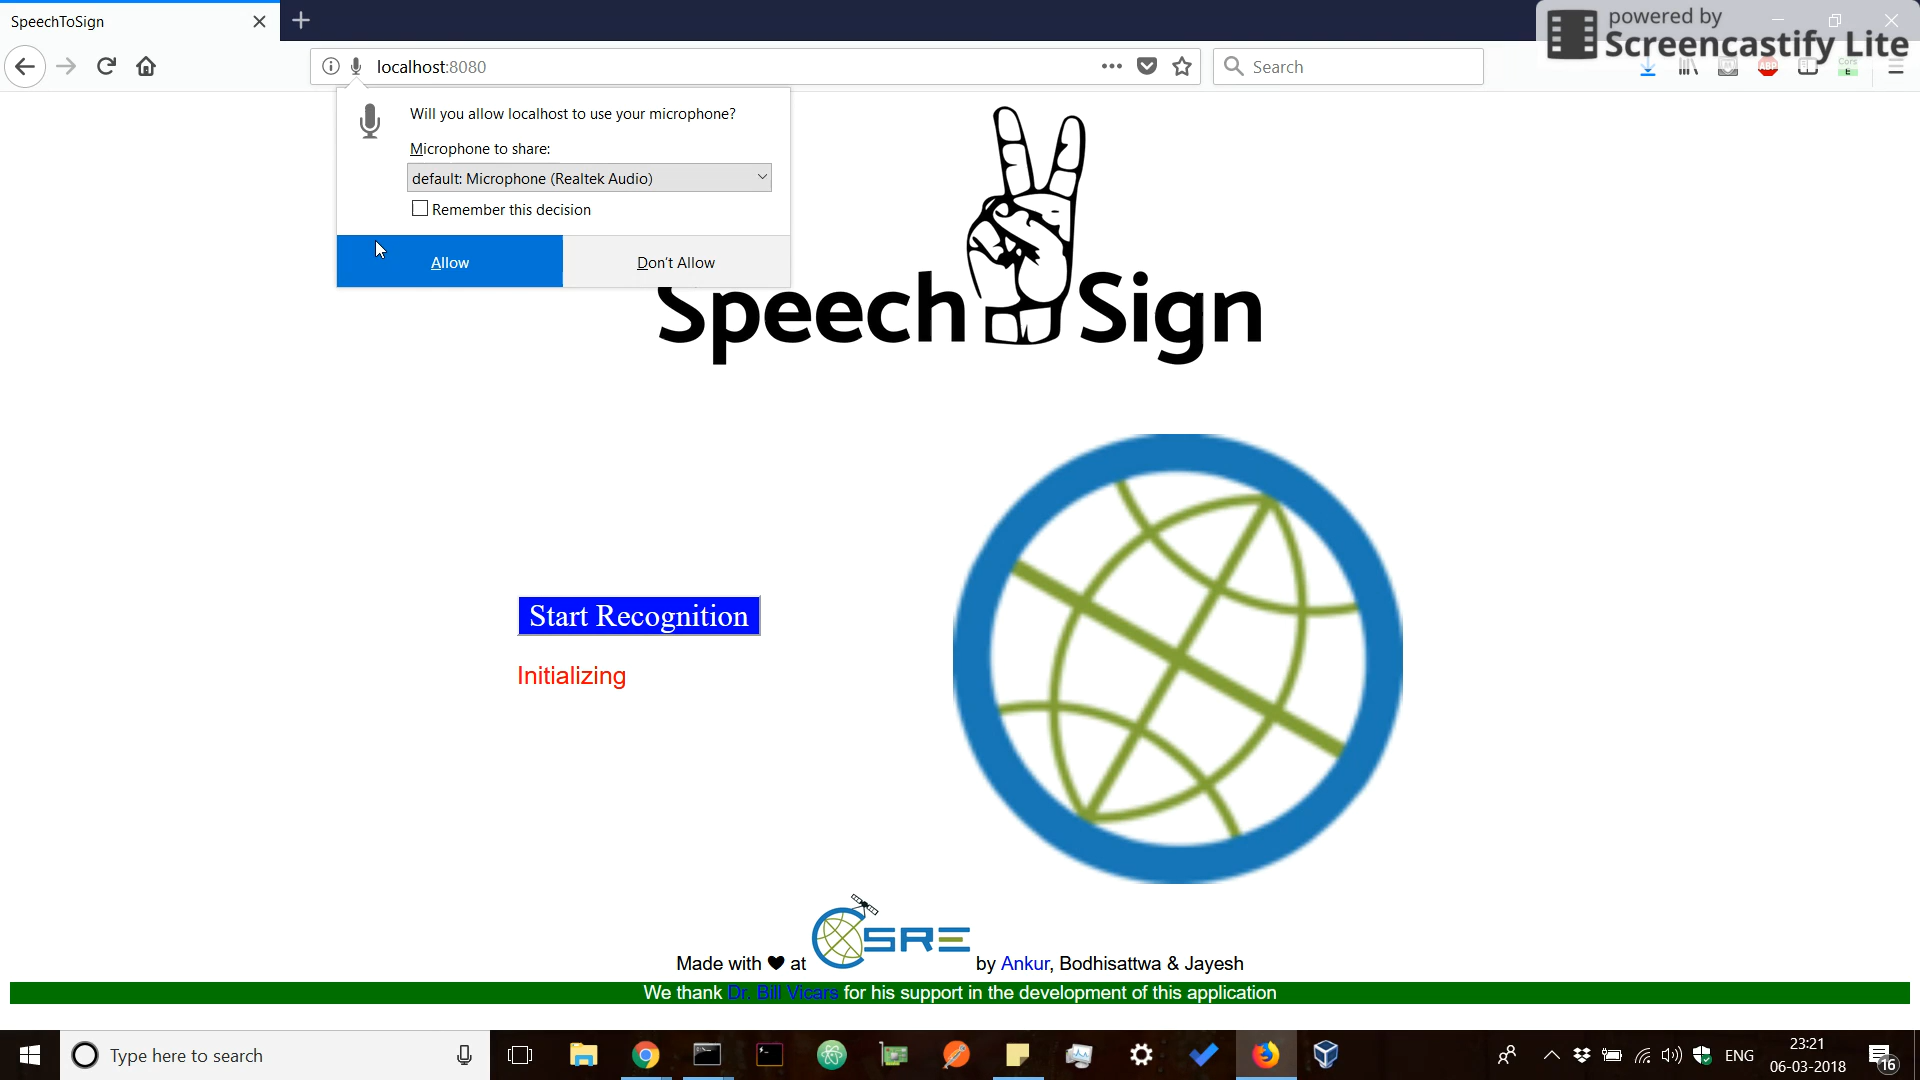 SpeechToSign
powered by
Screencastify Lite
localhost:8080
Search
ABP
Cors
E
Will you allow localhost to use your microphone?
Microphone to share:
default: Microphone (Realtek Audio)
Remember this decision
Allow
Don't Allow
Speech Sign
Start Recognition
Initializing
SRE
Made with ♥ at by Ankur, Bodhisattwa & Jayesh
We thank Dr. Bill Vicars for his support in the development of this application
Type here to search
ENG
23:21
06-03-2018
16